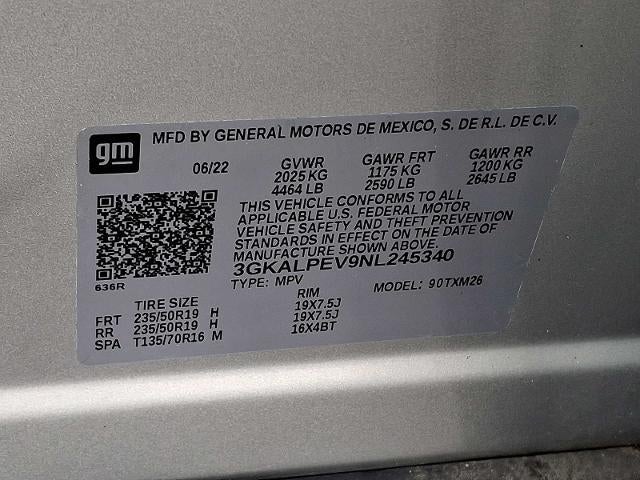 gm
MFD BY GENERAL MOTORS DE MEXICO, S. DE R.L. DE C.V.
06/22 GVWR GAWR FRT GAWR RR
2025 KG 1175 KG 1200 KG
4464 LB 2590 LB 2645 LB
THIS VEHICLE CONFORMS TO ALL
APPLICABLE U.S. FEDERAL MOTOR
VEHICLE SAFETY AND THEFT PREVENTION
STANDARDS IN EFFECT ON THE DATE OF
MANUFACTURE SHOWN ABOVE.
3GKALPEV9NL245340
636R
TYPE: MPV MODEL: 90TXM26
TIRE SIZE RIM
FRT 235/50R19 H 19X7.5J
RR 235/50R19 H 19X7.5J
SPA T135/70R16 M 16X4BT